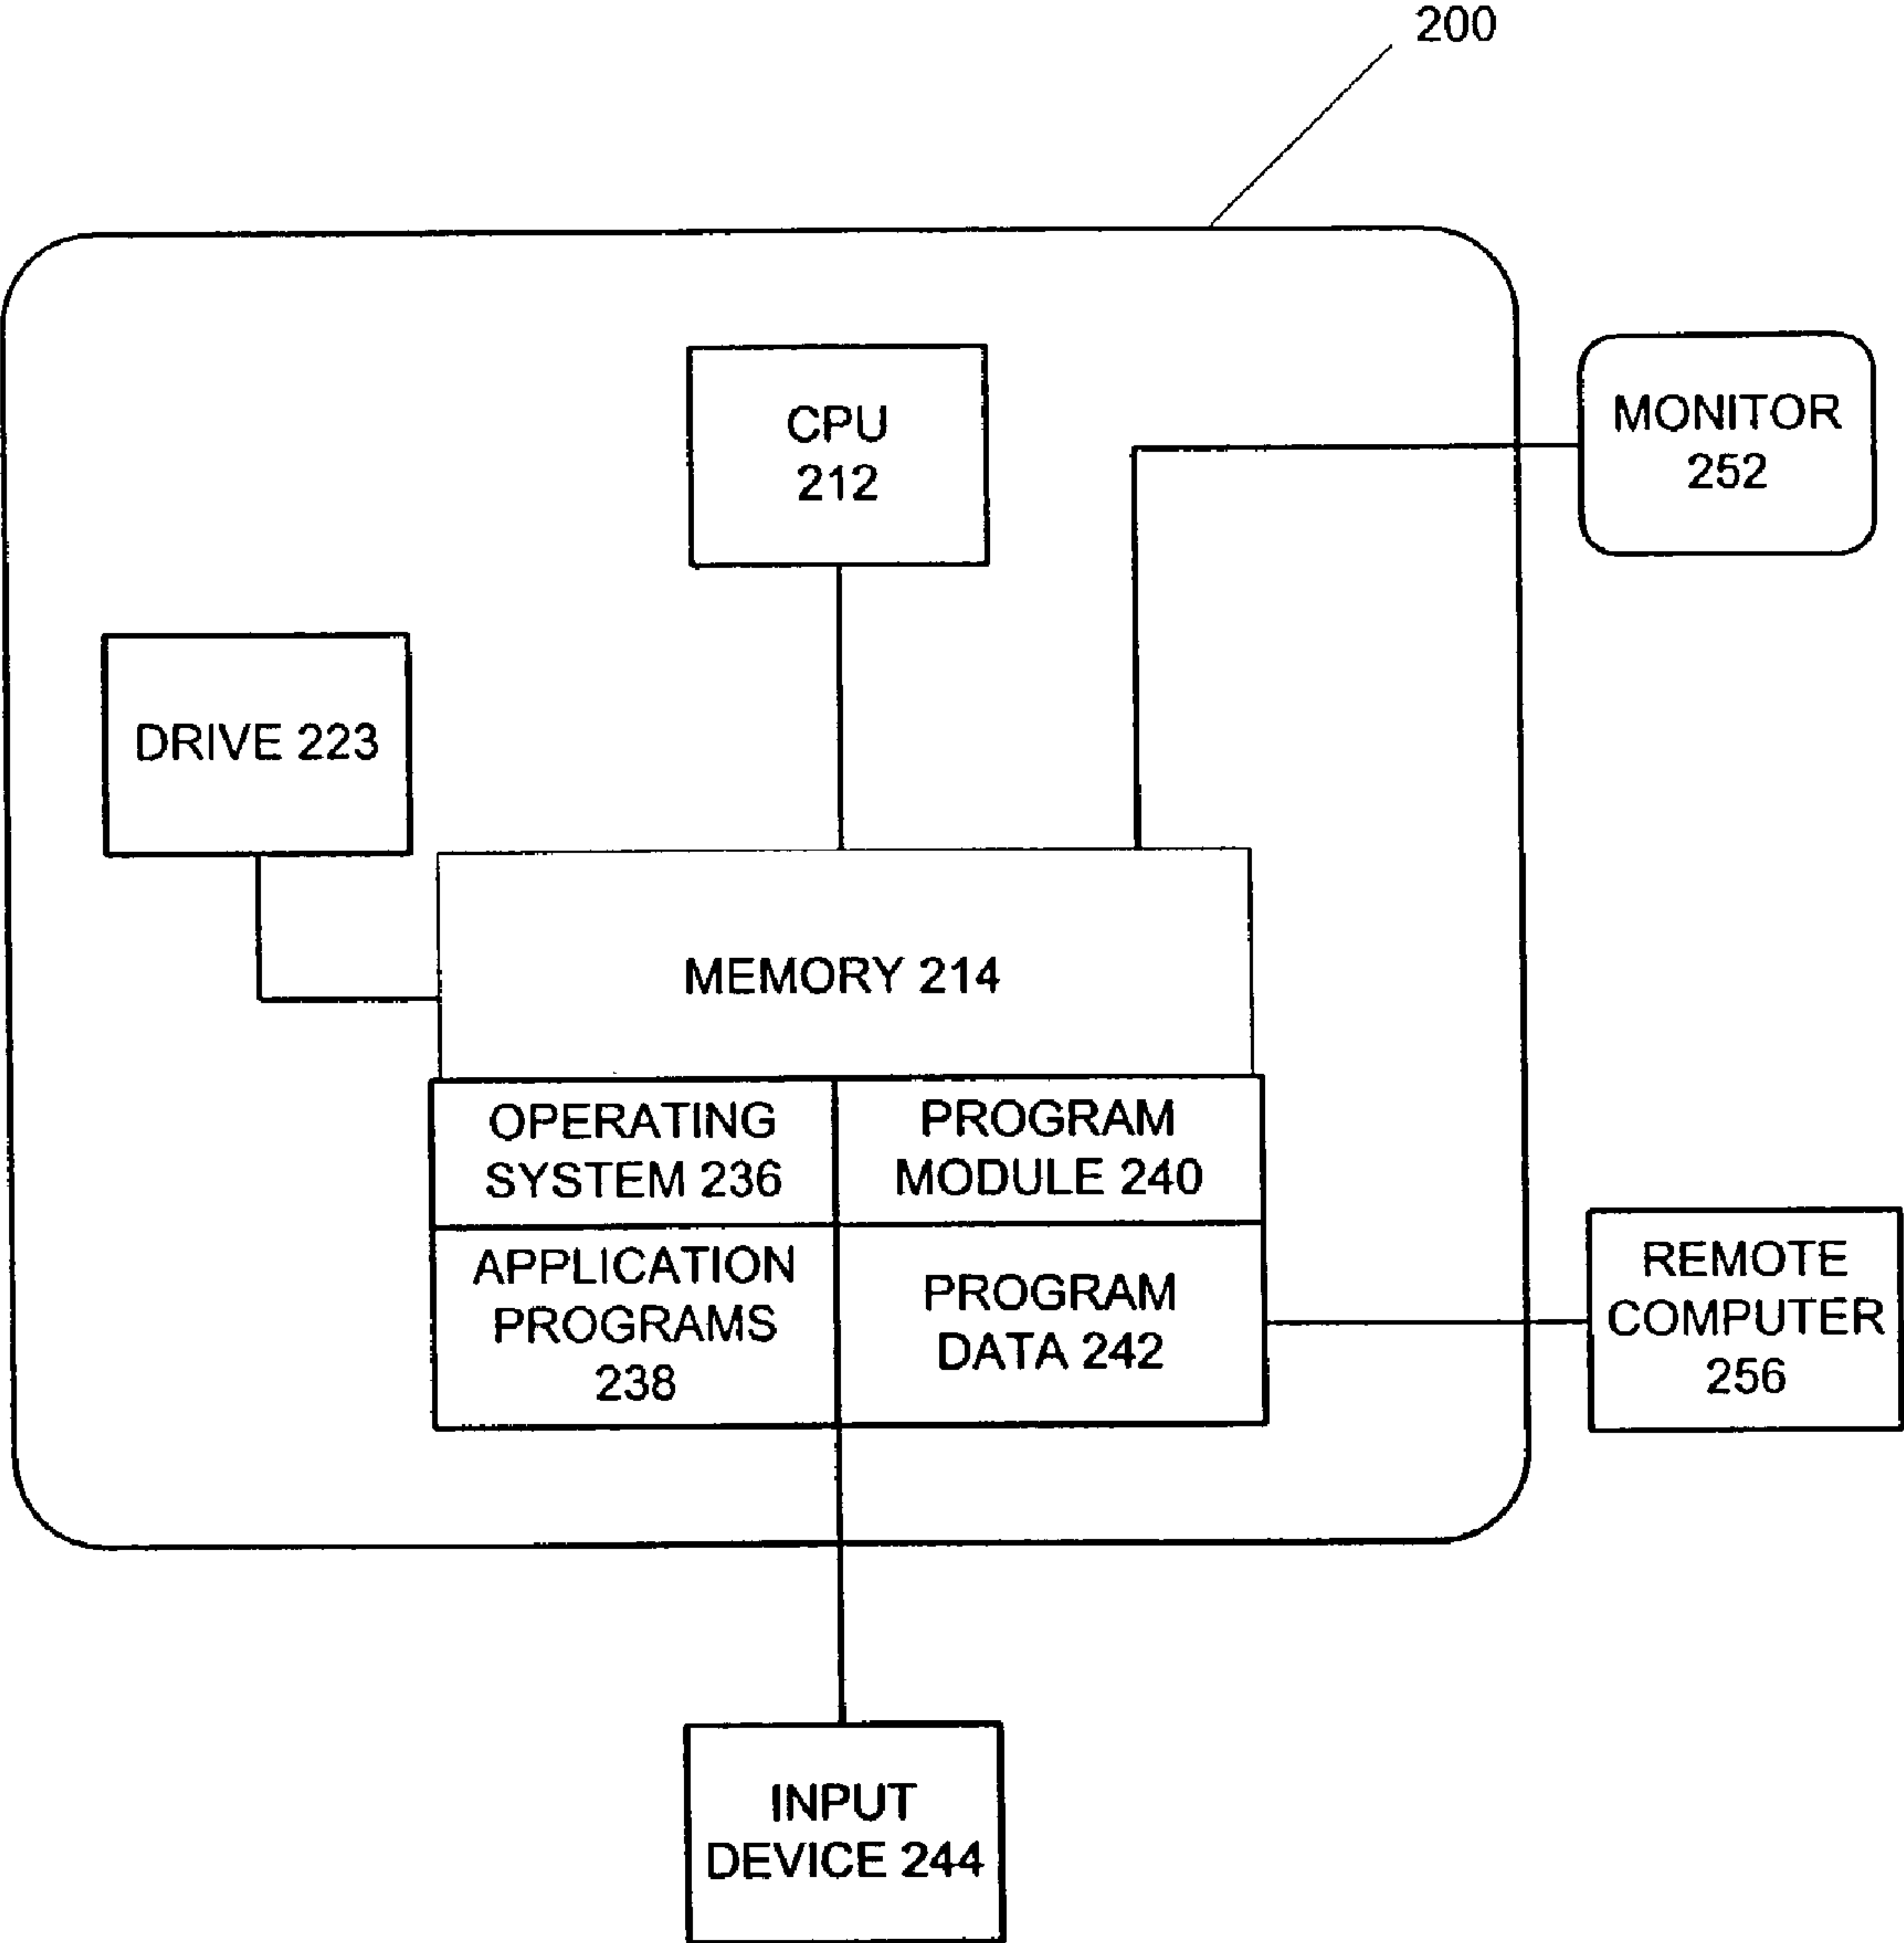 200
CPU
212
MONITOR
252
DRIVE 223
MEMORY 214
OPERATING
SYSTEM 236
PROGRAM
MODULE 240
APPLICATION
PROGRAMS
238
PROGRAM
DATA 242
REMOTE
COMPUTER
256
INPUT
DEVICE 244